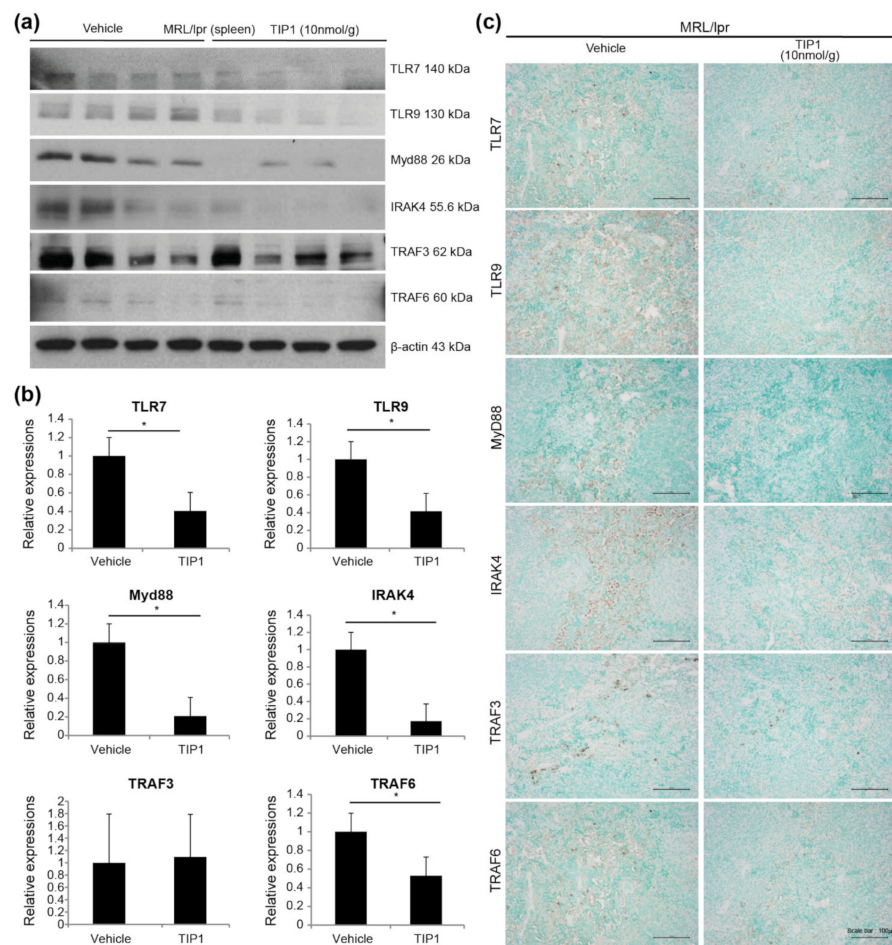 (a)
Vehicle MRL/lpr (spleen) TIP1 (10nmol/g)
TLR7 140 kDa
TLR9 130 kDa
Myd88 26 kDa
IRAK4 55.6 kDa
TRAF3 62 kDa
TRAF6 60 kDa
β-actin 43 kDa
(b)
TLR7
Relative expressions
1.4
1.2
1
0.8
0.6
0.4
0.2
0
*
Vehicle TIP1
TLR9
Relative expressions
1.4
1.2
1
0.8
0.6
0.4
0.2
0
*
Vehicle TIP1
Myd88
Relative expressions
1.4
1.2
1
0.8
0.6
0.4
0.2
0
*
Vehicle TIP1
IRAK4
Relative expressions
1.4
1.2
1
0.8
0.6
0.4
0.2
0
*
Vehicle TIP1
TRAF3
Relative expressions
2
1.8
1.6
1.4
1.2
1
0.8
0.6
0.4
0.2
0
Vehicle TIP1
TRAF6
Relative expressions
1.4
1.2
1
0.8
0.6
0.4
0.2
0
*
Vehicle TIP1
(c)
MRL/lpr
Vehicle TIP1
(10nmol/g)
TLR7
TLR9
MyD88
IRAK4
TRAF3
TRAF6
Scale bar :